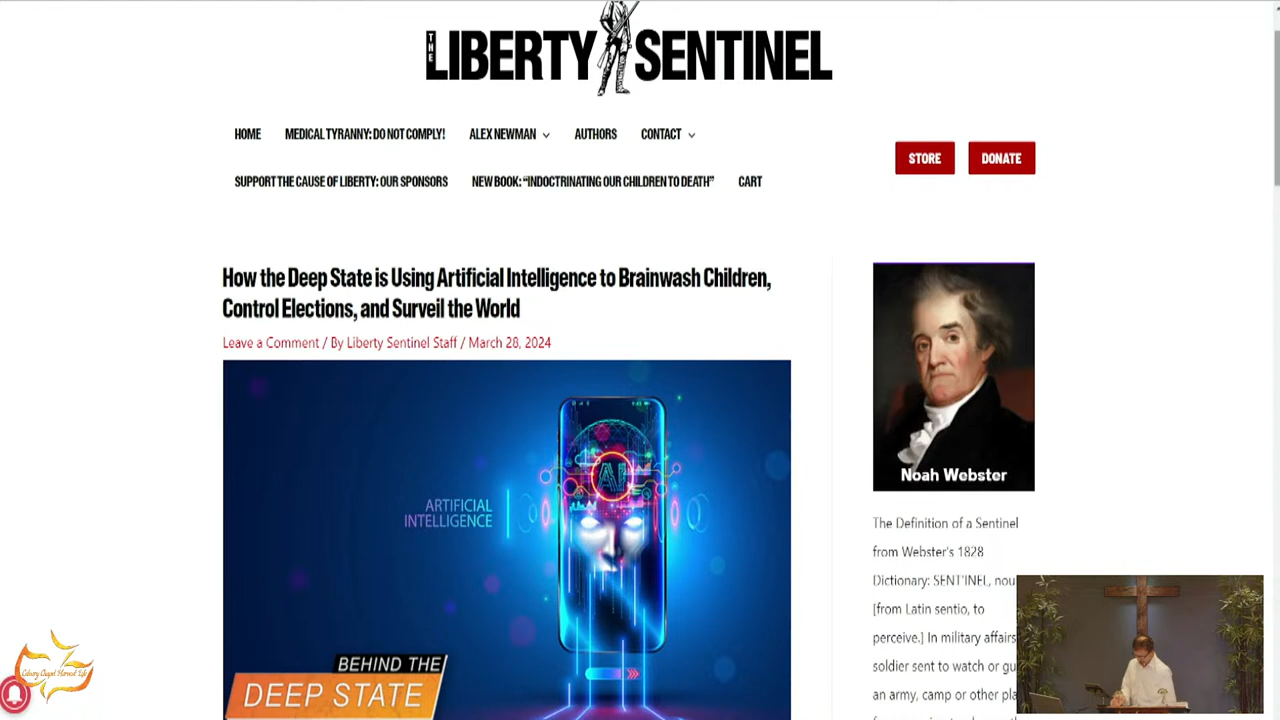 THE LIBERTY SENTINEL
HOME MEDICAL TYRANNY: DO NOT COMPLY! ALEX NEWMAN AUTHORS CONTACT
STORE DONATE
SUPPORT THE CAUSE OF LIBERTY: OUR SPONSORS NEW BOOK: “INDOCTRINATING OUR CHILDREN TO DEATH” CART
How the Deep State is Using Artificial Intelligence to Brainwash Children,
Control Elections, and Surveil the World
Leave a Comment / By Liberty Sentinel Staff / March 28, 2024
ARTIFICIAL
INTELLIGENCE
AI
BEHIND THE
DEEP STATE
Noah Webster
The Definition of a Sentinel
from Webster's 1828
Dictionary: SENT'INEL, nou
[from Latin sentio, to
perceive.] In military affairs
soldier sent to watch or gu
an army, camp or other pla
Calvary Chapel Harvest Life